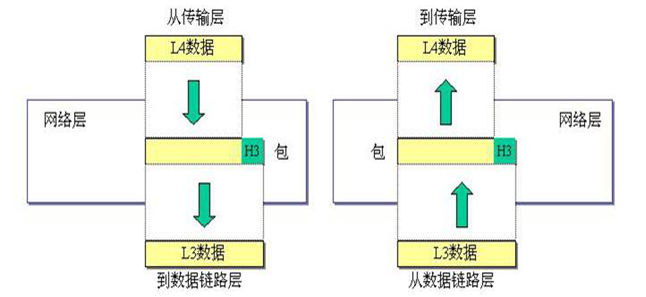 从传输层
L4数据
网络层
H3
包
L3数据
到数据链路层
到传输层
L4数据
网络层
包
H3
L3数据
从数据链路层